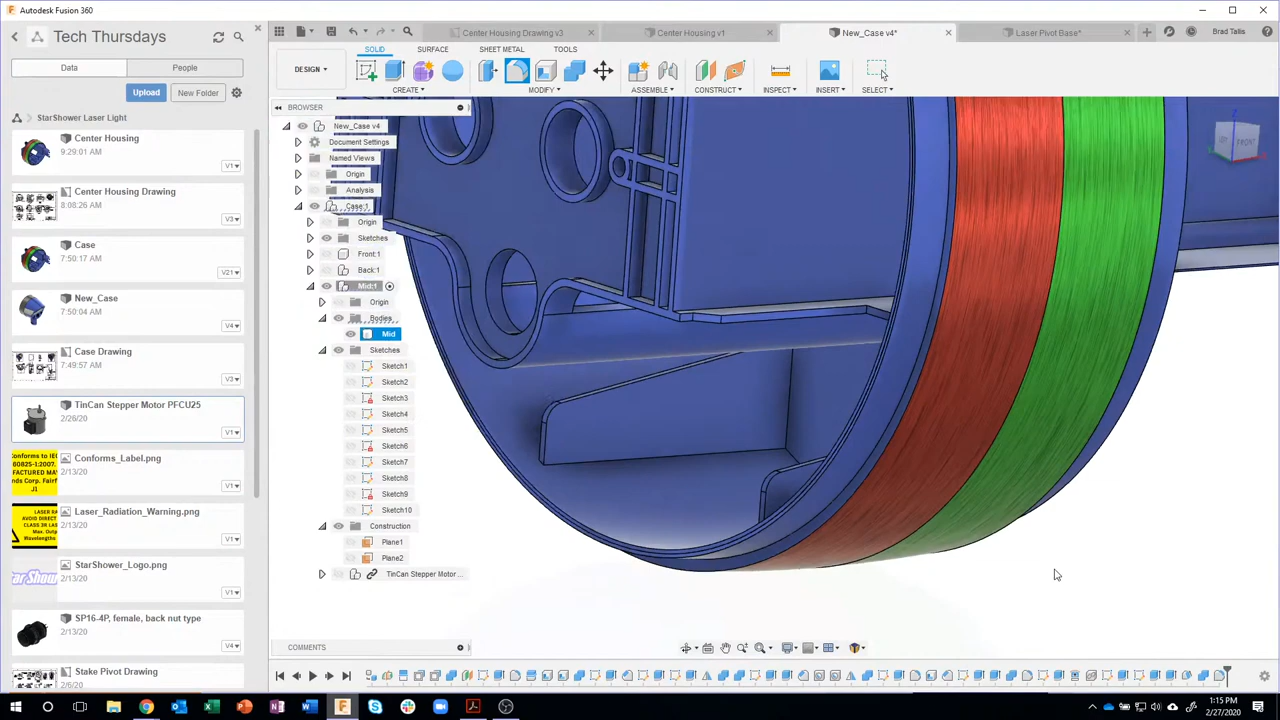 Autodesk Fusion 360
Tech Thursdays
Data
People
Upload
New Folder
StarShower Laser Light
Center Housing
9:29:01 AM
V1
Center Housing Drawing
8:08:26 AM
V3
Case
7:50:17 AM
V21
New_Case
7:50:04 AM
V4
Case Drawing
7:49:57 AM
V3
TinCan Stepper Motor PFCU25
2/26/20
V1
Conforms_Label.png
2/13/20
V1
Laser_Radiation_Warning.png
2/13/20
V1
StarShower_Logo.png
2/13/20
V1
SP16-4P, female, back nut type
2/13/20
V4
Stake Pivot Drawing
2/6/20
Center Housing Drawing v3
Center Housing v1
New_Case v4*
Laser Pivot Base*
Brad Tallis
SOLID
SURFACE
SHEET METAL
TOOLS
DESIGN
CREATE
MODIFY
ASSEMBLE
CONSTRUCT
INSPECT
INSERT
SELECT
BROWSER
New_Case v4
Document Settings
Named Views
Origin
Analysis
Case:1
Origin
Sketches
Front:1
Back:1
Mid:1
Origin
Bodies
Mid
Sketches
Sketch1
Sketch2
Sketch3
Sketch4
Sketch5
Sketch6
Sketch7
Sketch8
Sketch9
Sketch10
Construction
Plane1
Plane2
TinCan Stepper Motor ...
FRONT
COMMENTS
1:15 PM
2/27/2020